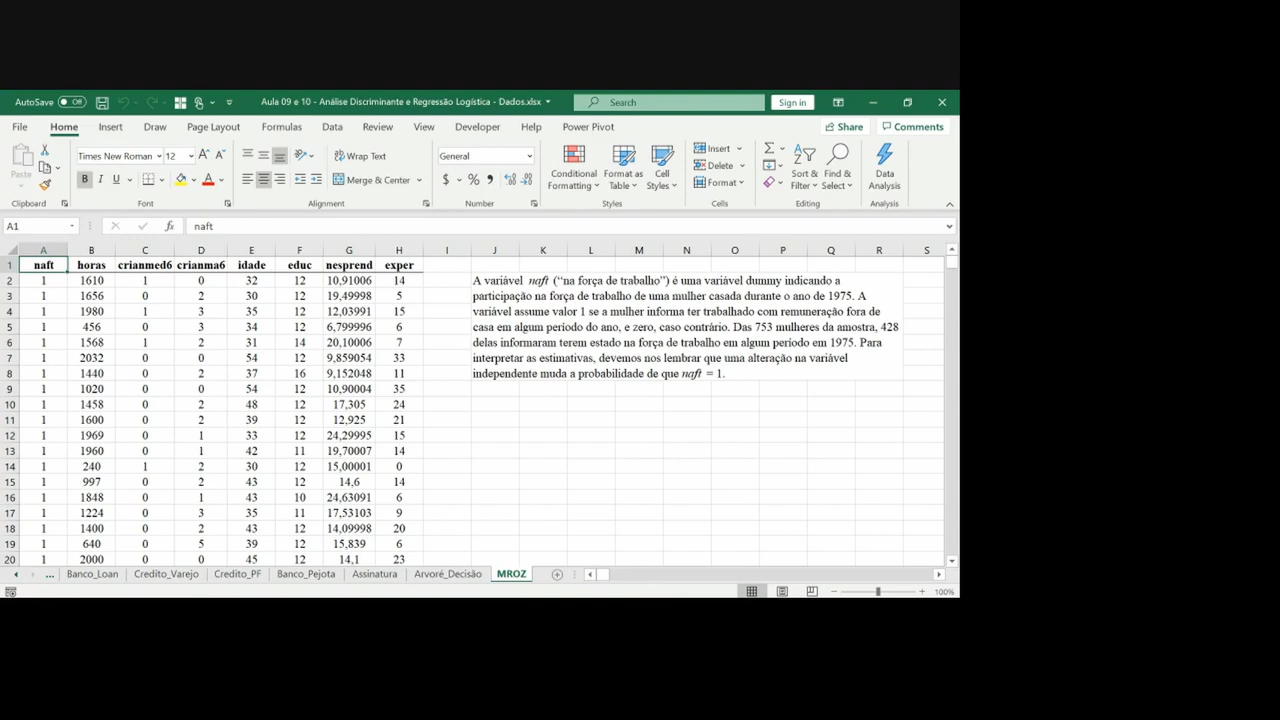 AutoSave Off Aula 09 e 10 - Análise Discriminante e Regressão Logística - Dados.xlsx Search Sign in
File Home Insert Draw Page Layout Formulas Data Review View Developer Help Power Pivot Share Comments
Paste Times New Roman 12 Wrap Text General Conditional Formatting Format as Table Cell Styles Insert Sort & Filter Find & Select Data Analysis
B I U A Merge & Center $ % Delete Format
Clipboard Font Alignment Number Styles Cells Editing Analysis
A1 fx naft
A B C D E F G H I J K L M N O P Q R S
1 naft horas crianmed6 crianma6 idade educ nesprend exper
2 1 1610 1 0 32 12 10,91006 14 A variável naft (“na força de trabalho”) é uma variável dummy indicando a
3 1 1656 0 2 30 12 19,49998 5 participação na força de trabalho de uma mulher casada durante o ano de 1975. A
4 1 1980 1 3 35 12 12,03991 15 variável assume valor 1 se a mulher informa ter trabalhado com remuneração fora de
5 1 456 0 3 34 12 6,799996 6 casa em algum período do ano, e zero, caso contrário. Das 753 mulheres da amostra, 428
6 1 1568 1 2 31 14 20,10006 7 delas informaram terem estado na força de trabalho em algum período em 1975. Para
7 1 2032 0 0 54 12 9,859054 33 interpretar as estimativas, devemos nos lembrar que uma alteração na variável
8 1 1440 0 2 37 16 9,152048 11 independente muda a probabilidade de que naft = 1.
9 1 1020 0 0 54 12 10,90004 35
10 1 1458 0 2 48 12 17,305 24
11 1 1600 0 2 39 12 12,925 21
12 1 1969 0 1 33 12 24,29995 15
13 1 1960 0 1 42 11 19,70007 14
14 1 240 1 2 30 12 15,00001 0
15 1 997 0 2 43 12 14,6 14
16 1 1848 0 1 43 10 24,63091 6
17 1 1224 0 3 35 11 17,53103 9
18 1 1400 0 2 43 12 14,09998 20
19 1 640 0 5 39 12 15,839 6
20 1 2000 0 0 45 12 14,1 23
... Banco_Loan Credito_Varejo Credito_PF Banco_Pejota Assinatura Arvoré_Decisão MROZ
100%